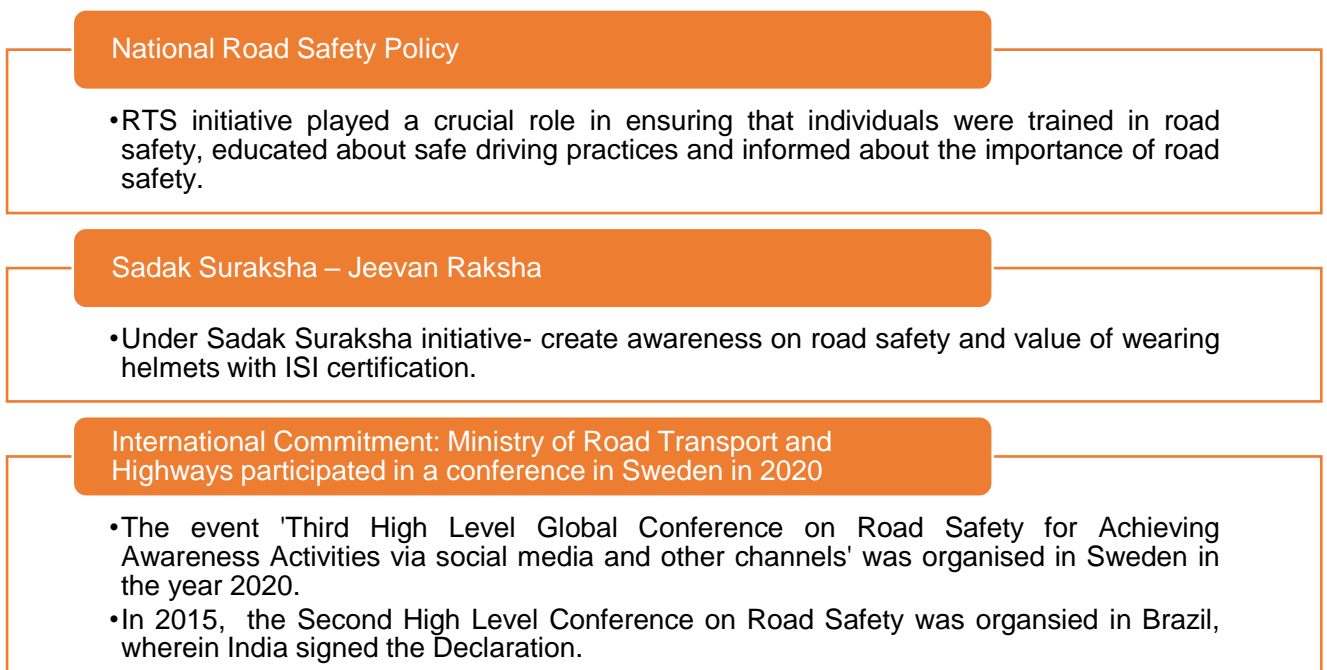 National Road Safety Policy
•RTS initiative played a crucial role in ensuring that individuals were trained in road
safety, educated about safe driving practices and informed about the importance of road
safety.
Sadak Suraksha – Jeevan Raksha
•Under Sadak Suraksha initiative- create awareness on road safety and value of wearing
helmets with ISI certification.
International Commitment: Ministry of Road Transport and
Highways participated in a conference in Sweden in 2020
•The event 'Third High Level Global Conference on Road Safety for Achieving
Awareness Activities via social media and other channels' was organised in Sweden in
the year 2020.
•In 2015, the Second High Level Conference on Road Safety was organsied in Brazil,
wherein India signed the Declaration.